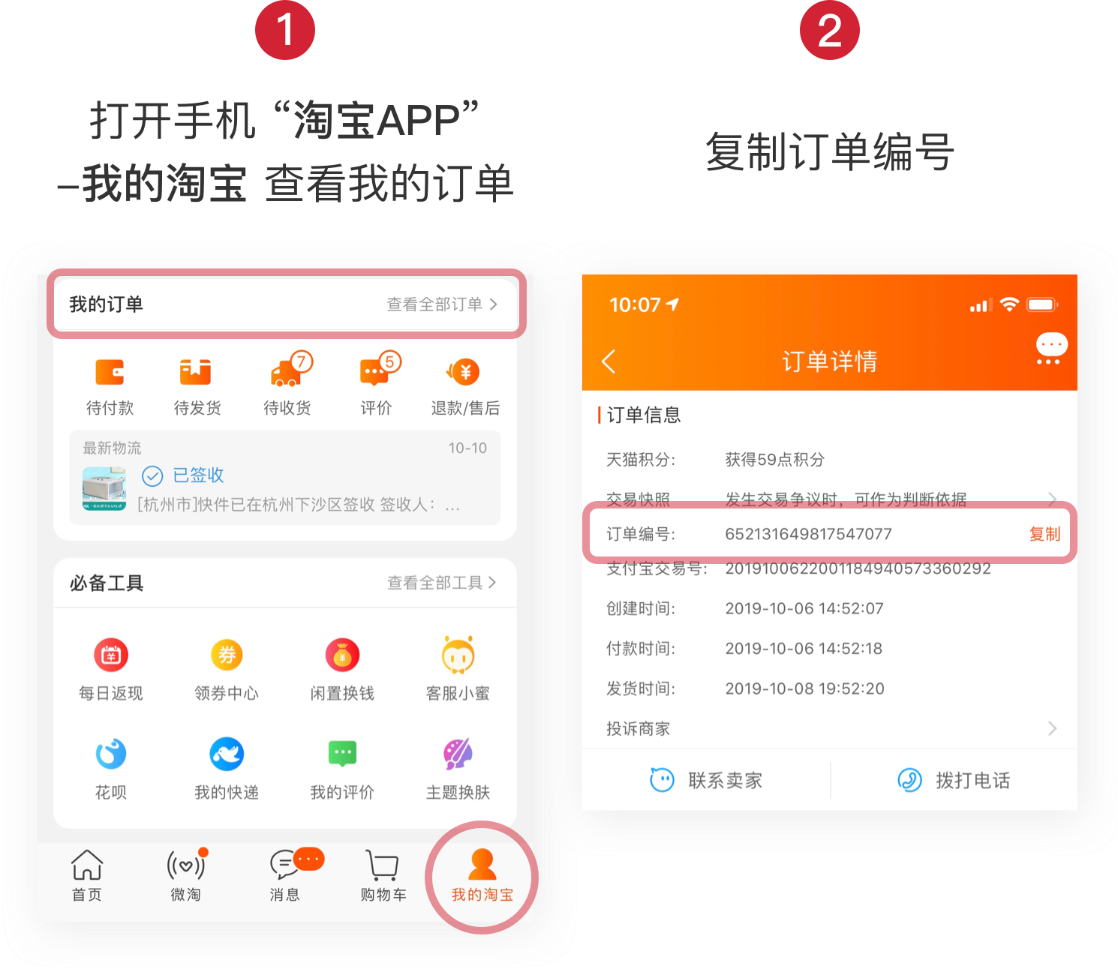 1
打开手机 “淘宝APP”
–我的淘宝 查看我的订单
我的订单 查看全部订单
7 5
待付款 待发货 待收货 评价 退款/售后
最新物流 10-10
已签收
[杭州市]快件已在杭州下沙区签收 签收人：...
必备工具 查看全部工具
券
每日返现 领券中心 闲置换钱 客服小蜜
花呗 我的快递 我的评价 主题换肤
首页 微淘 消息 购物车 我的淘宝
2
复制订单编号
10:07
订单详情
订单信息
天猫积分: 获得59点积分
交易快照 发生交易争议时，可作为判断依据
订单编号: 652131649817547077 复制
支付宝交易号: 2019100622001184940573360292
创建时间: 2019-10-06 14:52:07
付款时间: 2019-10-06 14:52:18
发货时间: 2019-10-08 19:52:20
投诉商家
联系卖家 拨打电话